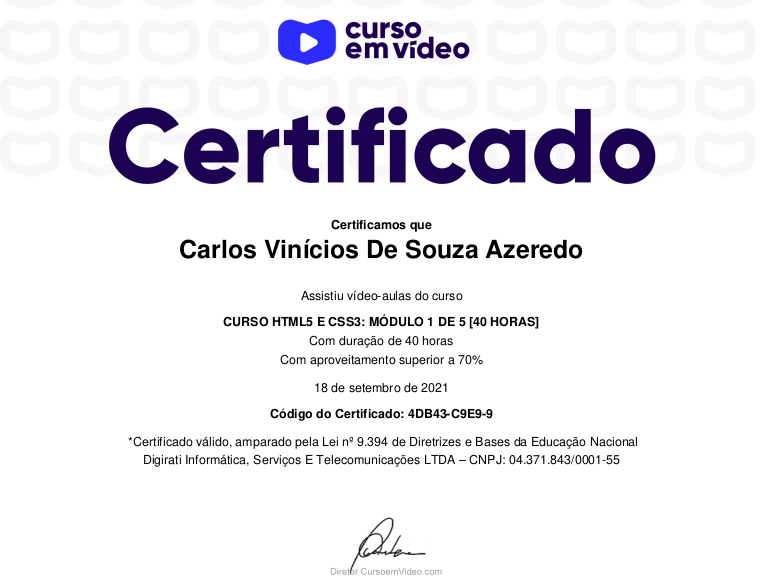 curso
em vídeo
Certificado
Certificamos que
Carlos Vinícios De Souza Azeredo
Assistiu vídeo-aulas do curso
CURSO HTML5 E CSS3: MÓDULO 1 DE 5 [40 HORAS]
Com duração de 40 horas
Com aproveitamento superior a 70%
18 de setembro de 2021
Código do Certificado: 4DB43-C9E9-9
*Certificado válido, amparado pela Lei nº 9.394 de Diretrizes e Bases da Educação Nacional
Digirati Informática, Serviços E Telecomunicações LTDA – CNPJ: 04.371.843/0001-55
Diretor CursoemVideo.com